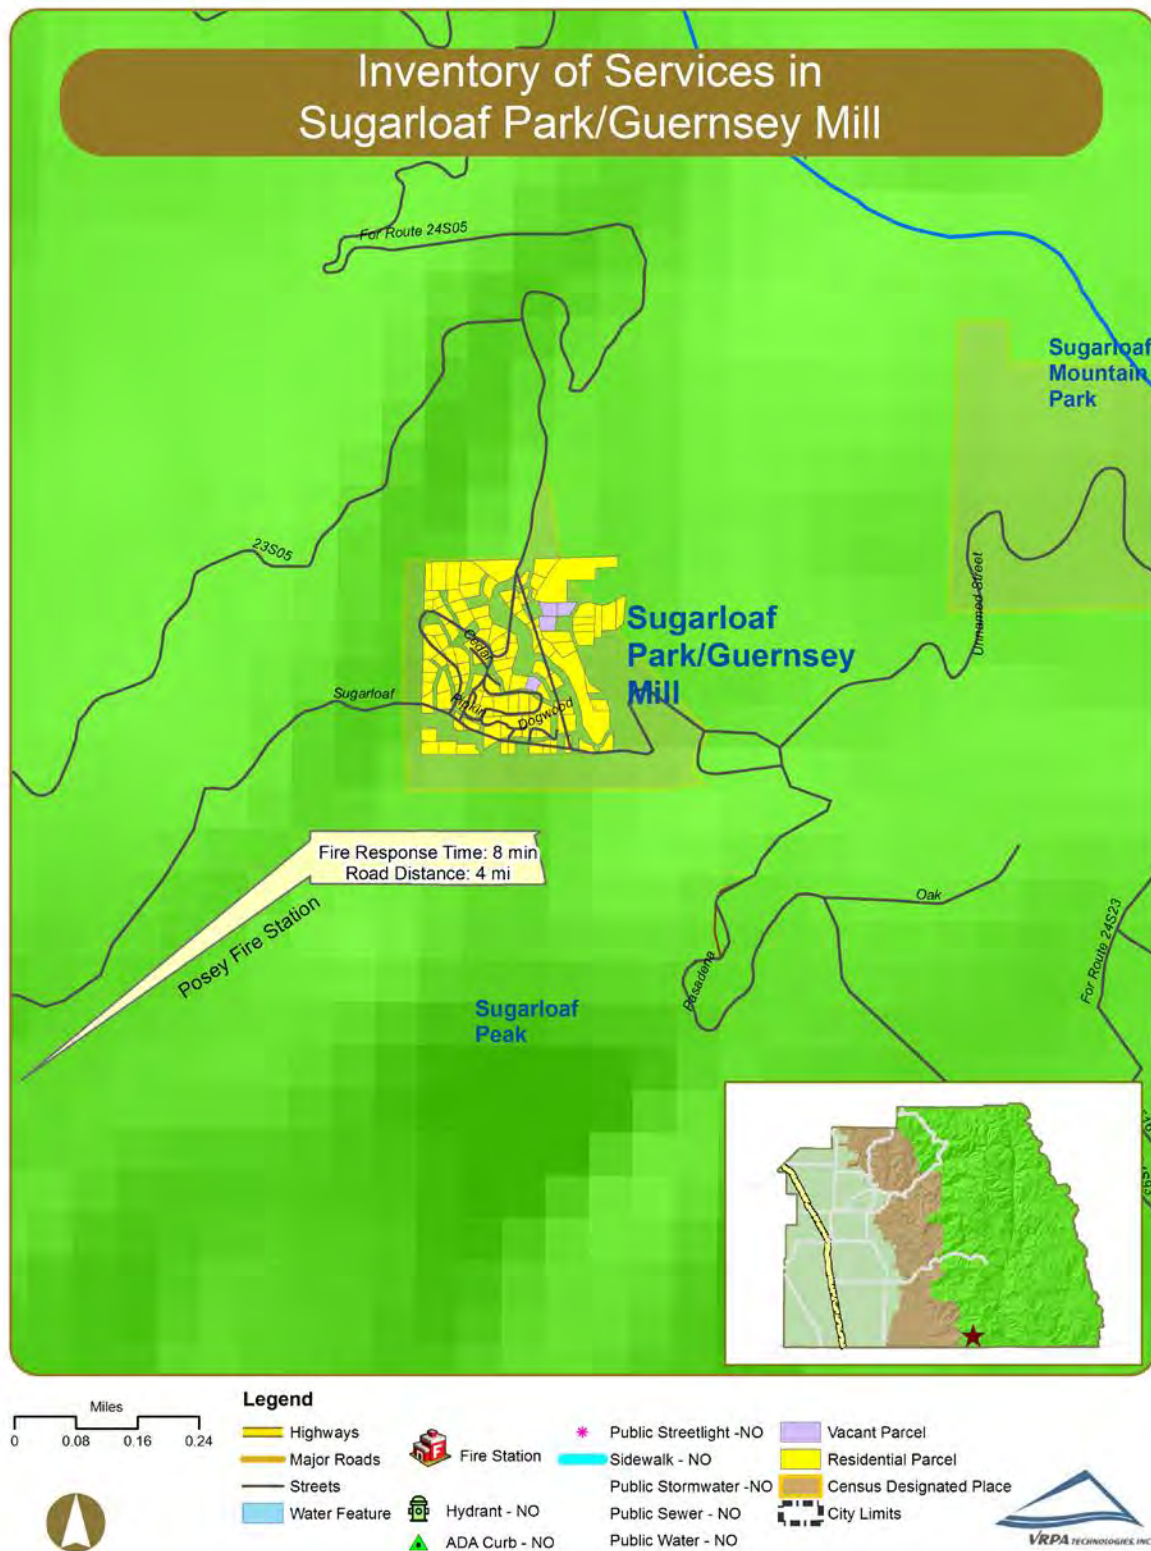 Inventory of Services in
Sugarloaf Park/Guernsey Mill
For Route 24S05
Sugarloaf
Mountain
Park
23S05
Unnamed Street
Sugarloaf
Park/Guernsey
Mill
Cedar
Sugarloaf
Pipkin
Dogwood
Fire Response Time: 8 min
Road Distance: 4 mi
Posey Fire Station
Oak
For Route 24S23
Pasadena
Sugarloaf
Peak
Legend
Miles
0 0.08 0.16 0.24
Highways
Major Roads
Streets
Water Feature
Fire Station
Hydrant - NO
ADA Curb - NO
Public Streetlight -NO
Sidewalk - NO
Public Stormwater -NO
Public Sewer - NO
Public Water - NO
Vacant Parcel
Residential Parcel
Census Designated Place
City Limits
VRPA TECHNOLOGIES, INC.